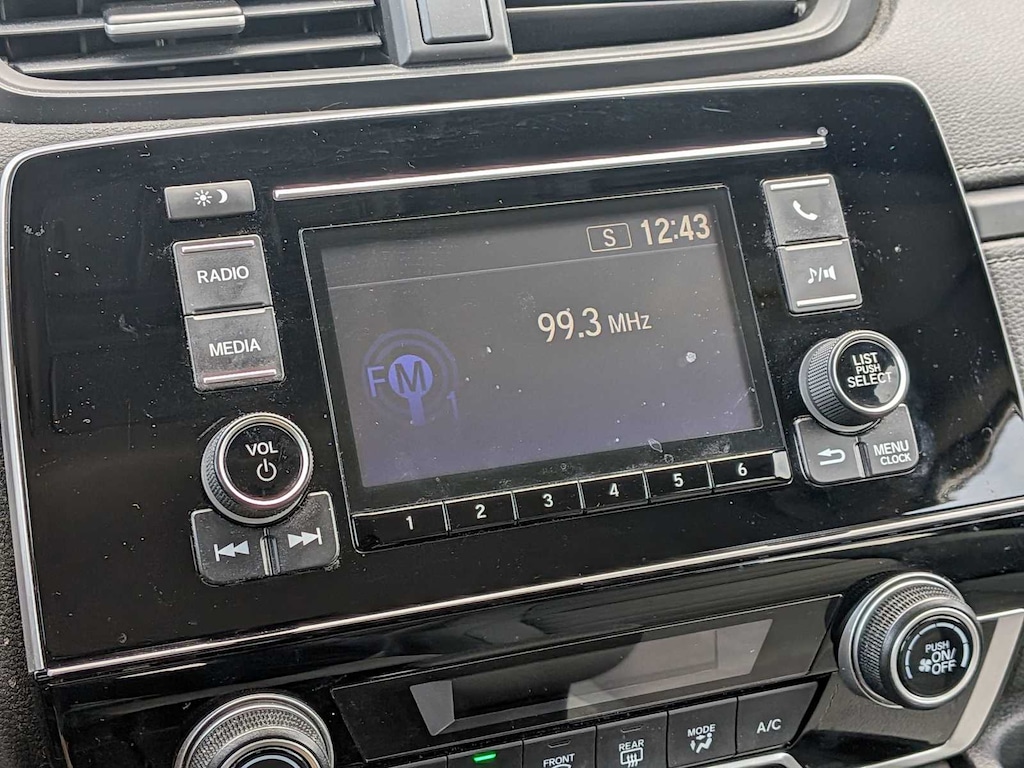 S 12:43
RADIO
99.3 MHz
MEDIA
FM
1
LIST
PUSH
SELECT
VOL
MENU
CLOCK
1 2 3 4 5 6
PUSH
ON/
OFF
FRONT
REAR
MODE
A/C